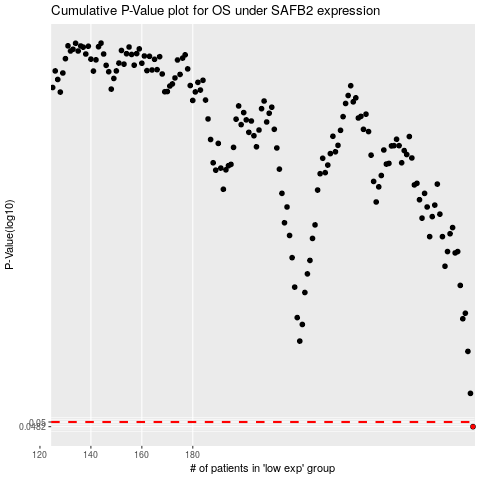 Cumulative P-Value plot for OS under SAFB2 expression
P-Value(log10)
0.05
0.0482
120 140 160 180
# of patients in 'low exp' group